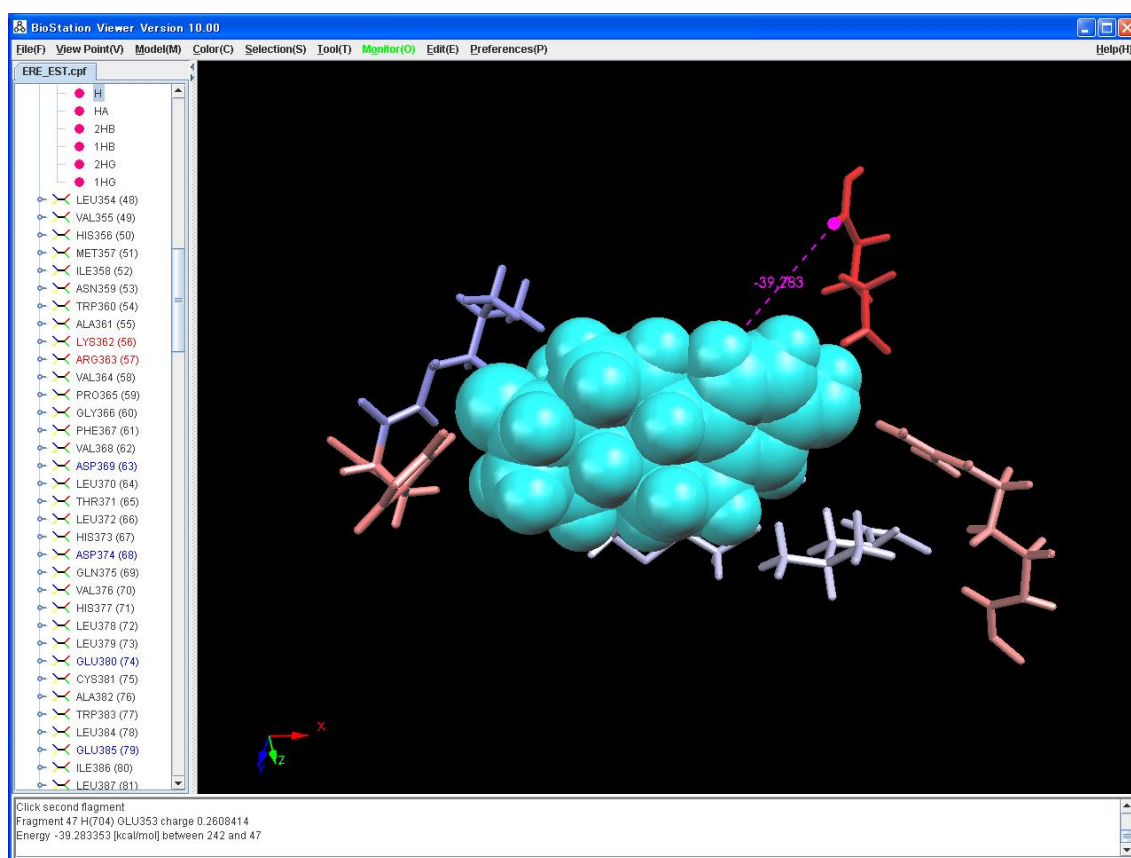 BioStation Viewer Version 10.00
File(F) View Point(V) Model(M) Color(C) Selection(S) Tool(T) Monitor(O) Edit(E) Preferences(P) Help(H)
ERE_EST.cpf
H
HA
2HB
1HB
2HG
1HG
LEU354 (48)
VAL355 (49)
HIS356 (50)
MET357 (51)
ILE358 (52)
ASN359 (53)
TRP360 (54)
ALA361 (55)
LYS362 (56)
ARG363 (57)
VAL364 (58)
PRO365 (59)
GLY366 (60)
PHE367 (61)
VAL368 (62)
ASP369 (63)
LEU370 (64)
THR371 (65)
LEU372 (66)
HIS373 (67)
ASP374 (68)
GLN375 (69)
VAL376 (70)
HIS377 (71)
LEU378 (72)
LEU379 (73)
GLU380 (74)
CYS381 (75)
ALA382 (76)
TRP383 (77)
LEU384 (78)
GLU385 (79)
ILE386 (80)
LEU387 (81)
-39.283
X
Z
Click second flagment
Fragment 47 H(704) GLU353 charge 0.2608414
Energy -39.283353 [kcal/mol] between 242 and 47